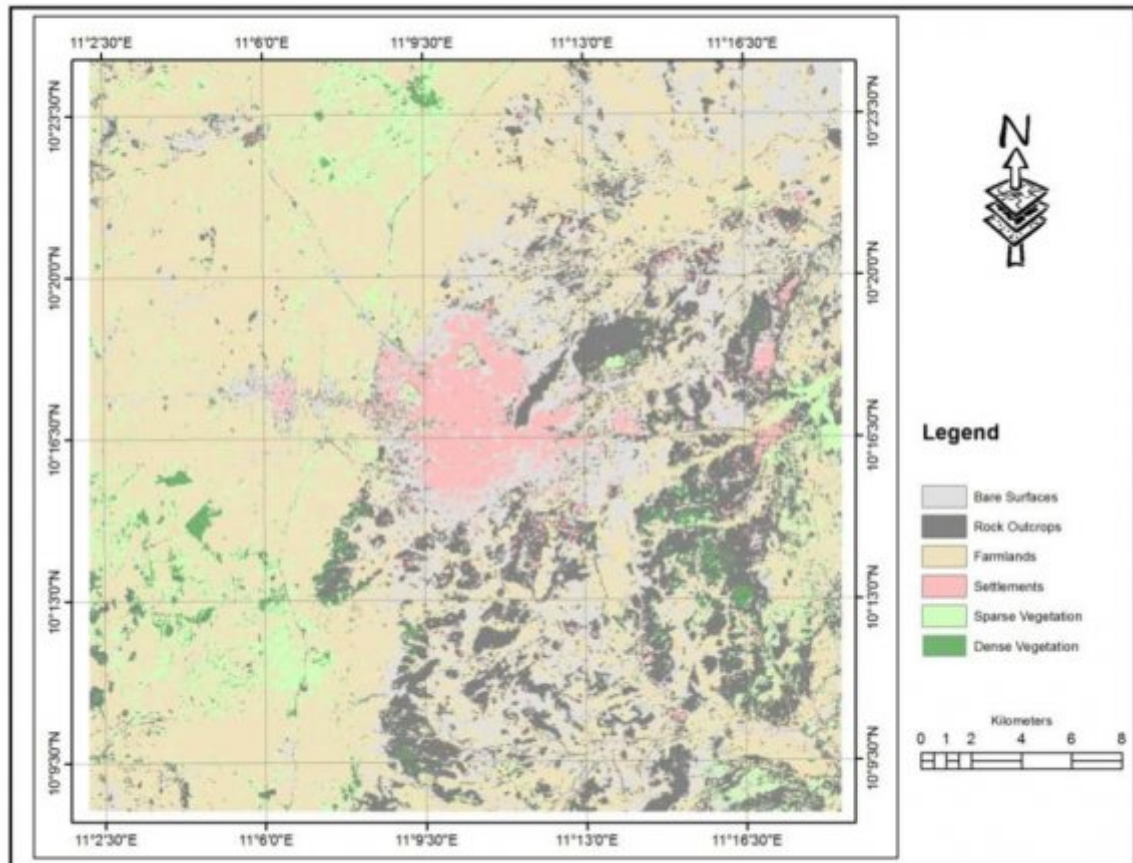 11°2'30"E 11°6'0"E 11°9'30"E 11°13'0"E 11°16'30"E
10°23'30"N 10°23'30"N
10°20'0"N 10°20'0"N
10°16'30"N 10°16'30"N
10°13'0"N 10°13'0"N
10°9'30"N 10°9'30"N
11°2'30"E 11°6'0"E 11°9'30"E 11°13'0"E 11°16'30"E
N
Legend
Bare Surfaces
Rock Outcrops
Farmlands
Settlements
Sparse Vegetation
Dense Vegetation
Kilometers
0 1 2 4 6 8